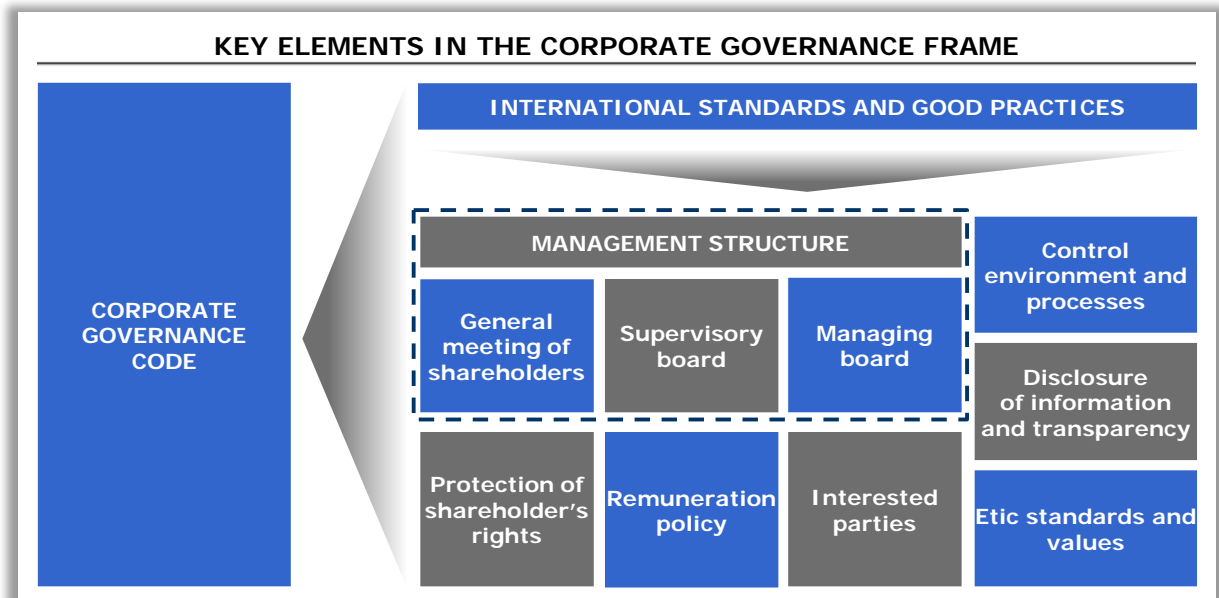 KEY ELEMENTS IN THE CORPORATE GOVERNANCE FRAME
CORPORATE
GOVERNANCE
CODE
INTERNATIONAL STANDARDS AND GOOD PRACTICES
MANAGEMENT STRUCTURE
General
meeting of
shareholders
Supervisory
board
Managing
board
Control
environment and
processes
Disclosure
of information
and transparency
Protection of
shareholder's
rights
Remuneration
policy
Interested
parties
Etic standards and
values